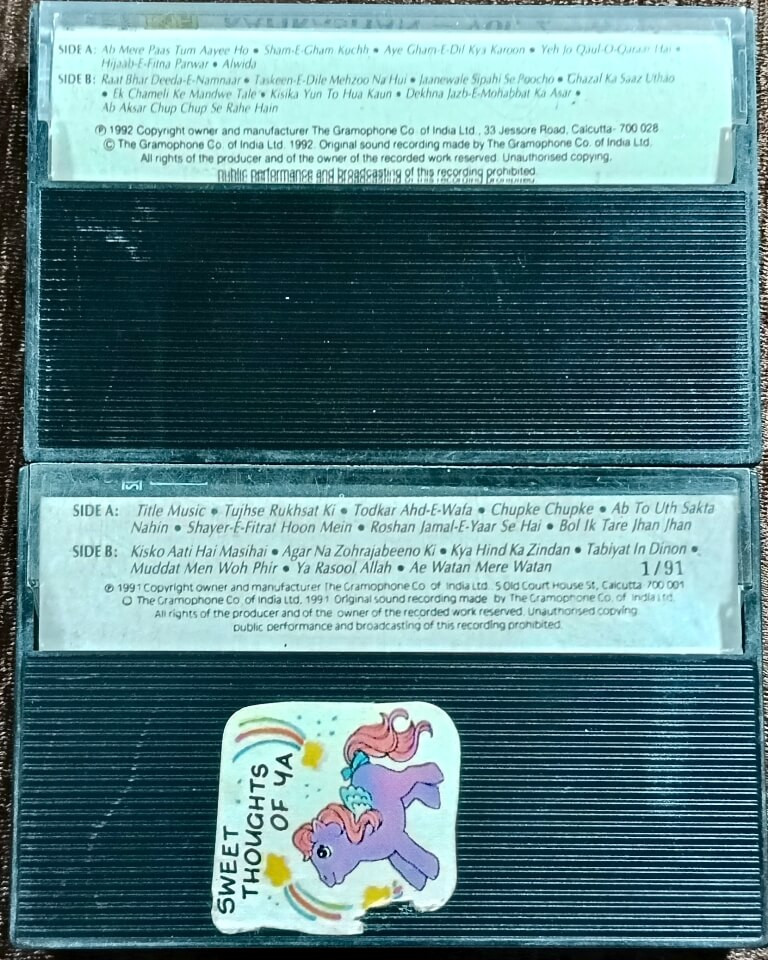 SIDE A: Ab Mere Paas Tum Aayee Ho • Sham-E-Gham Kuchh • Aye Gham-E-Dil Kya Karoon • Yeh Jo Qaul-O-Qaraar Hai •
Hijaab-E-Fitna Parwar • Alwida
SIDE B: Raat Bhar Deeda-E-Namnaar • Taskeen-E-Dile Mehzoo Na Hui • Jaanewale Sipahi Se Poocho • Ghazal Ka Saaz Uthao
• Ek Chameli Ke Mandwe Tale • Kisika Yun To Hua Kaun • Dekhna Jazb-E-Mohabbat Ka Asar •
Ab Aksar Chup Chup Se Rahe Hain
℗ 1992 Copyright owner and manufacturer The Gramophone Co. of India Ltd., 33 Jessore Road, Calcutta- 700 028
© The Gramophone Co. of India Ltd. 1992. Original sound recording made by The Gramophone Co. of India Ltd.
All rights of the producer and of the owner of the recorded work reserved. Unauthorised copying,
public performance and broadcasting of this recording prohibited.
SIDE A: Title Music • Tujhse Rukhsat Ki • Todkar Ahd-E-Wafa • Chupke Chupke • Ab To Uth Sakta
Nahin • Shayer-E-Fitrat Hoon Mein • Roshan Jamal-E-Yaar Se Hai • Bol Ik Tare Jhan Jhan
SIDE B: Kisko Aati Hai Masihai • Agar Na Zohrajabeeno Ki • Kya Hind Ka Zindan • Tabiyat In Dinon •
Muddat Men Woh Phir • Ya Rasool Allah • Ae Watan Mere Watan 1/91
℗ 1991 Copyright owner and manufacturer The Gramophone Co. of India Ltd. 5 Old Court House St, Calcutta 700 001
© The Gramophone Co. of India Ltd. 1991 Original sound recording made by The Gramophone Co. of India Ltd.
All rights of the producer and of the owner of the recorded work reserved. Unauthorised copying
public performance and broadcasting of this recording prohibited.
SWEET
THOUGHTS
OF YA